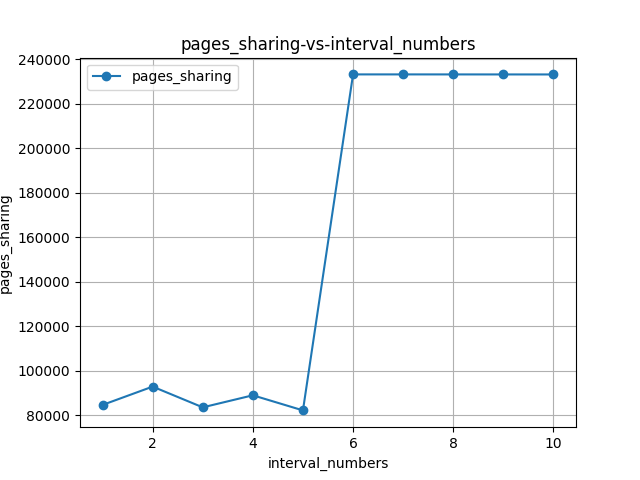 pages_sharing-vs-interval_numbers
pages_sharing
240000
220000
200000
180000
160000
140000
120000
100000
80000
pages_sharing
2 4 6 8 10
interval_numbers